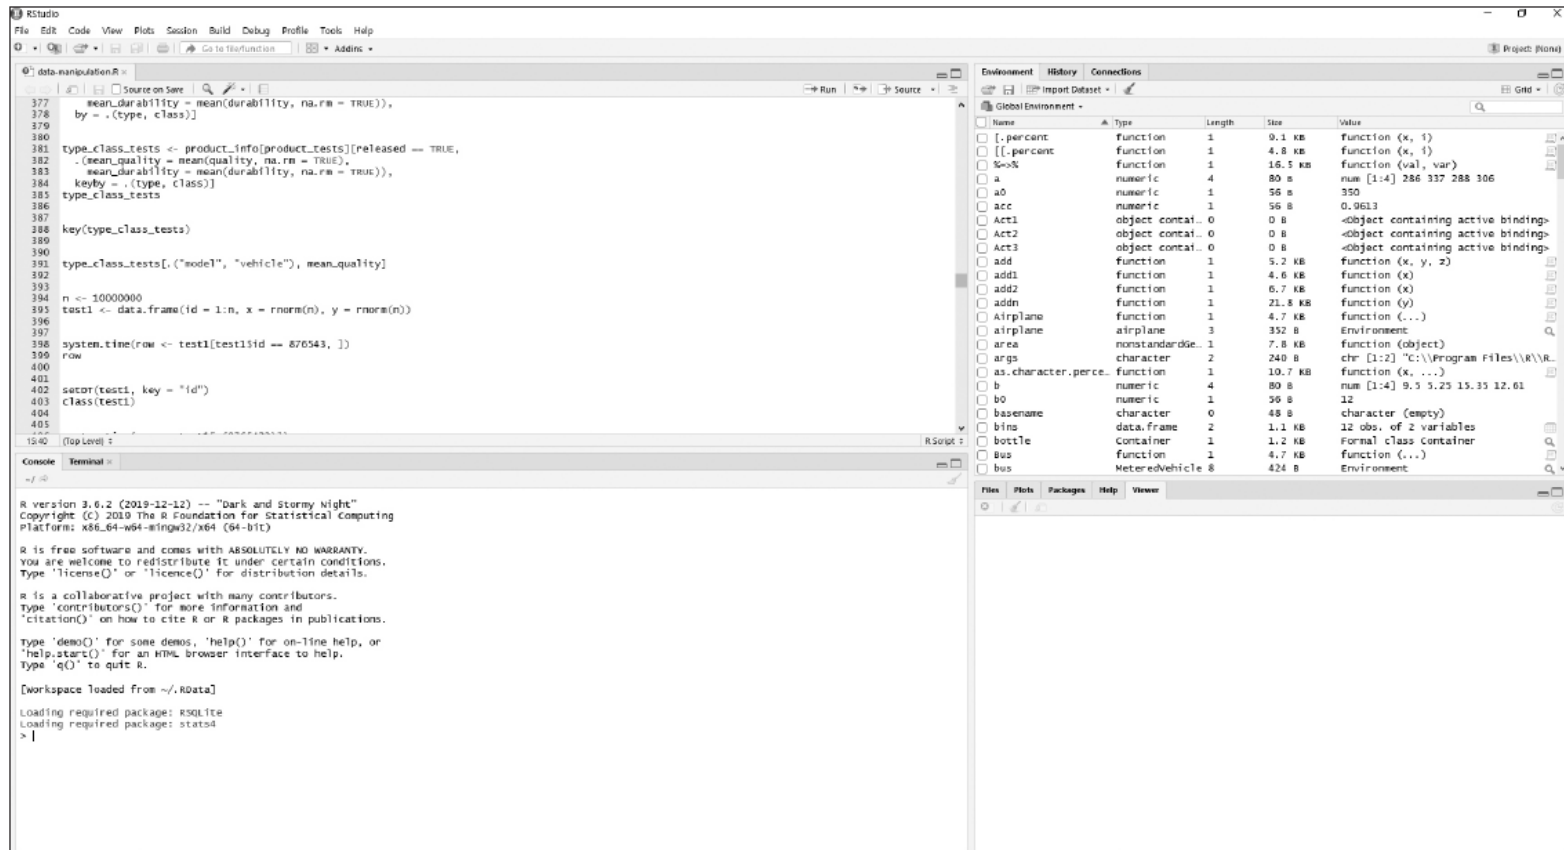 RStudio
File Edit Code View Plots Session Build Debug Profile Tools Help
Go to file/function Addins
Project: (None)
data-manipulation.R
Source on Save Run Source
377 mean_durability = mean(durability, na.rm = TRUE)),
378 by = .(type, class)]
379
380
381 type_class_tests <- product_info[product_tests][released == TRUE,
382 .(mean_quality = mean(quality, na.rm = TRUE),
383 mean_durability = mean(durability, na.rm = TRUE)),
384 keyby = .(type, class)]
385 type_class_tests
386
387
388 key(type_class_tests)
389
390
391 type_class_tests[.("model", "vehicle"), mean_quality]
392
393
394 n <- 10000000
395 test1 <- data.frame(id = 1:n, x = rnorm(n), y = rnorm(n))
396
397
398 system.time(row <- test1[test1$id == 876543, ])
399 row
400
401
402 setDT(test1, key = "id")
403 class(test1)
404
405
15:40 (Top Level) R Script
Console Terminal
~/
R version 3.6.2 (2019-12-12) -- "Dark and Stormy Night"
Copyright (C) 2019 The R Foundation for Statistical Computing
Platform: x86_64-w64-mingw32/x64 (64-bit)
R is free software and comes with ABSOLUTELY NO WARRANTY.
You are welcome to redistribute it under certain conditions.
Type 'license()' or 'licence()' for distribution details.
R is a collaborative project with many contributors.
Type 'contributors()' for more information and
'citation()' on how to cite R or R packages in publications.
Type 'demo()' for some demos, 'help()' for on-line help, or
'help.start()' for an HTML browser interface to help.
Type 'q()' to quit R.
[Workspace loaded from ~/.RData]
Loading required package: RSQLite
Loading required package: stats4
>
Environment History Connections
Import Dataset Grid
Global Environment
Name Type Length Size Value
[.percent function 1 9.1 KB function (x, i)
[[.percent function 1 4.8 KB function (x, i)
%=>% function 1 16.5 KB function (val, var)
a numeric 4 80 B num [1:4] 286 337 288 306
a0 numeric 1 56 B 350
acc numeric 1 56 B 0.9613
Act1 object contai… 0 0 B <Object containing active binding>
Act2 object contai… 0 0 B <Object containing active binding>
Act3 object contai… 0 0 B <Object containing active binding>
add function 1 5.2 KB function (x, y, z)
add1 function 1 4.6 KB function (x)
add2 function 1 6.7 KB function (x)
addn function 1 21.8 KB function (y)
Airplane function 1 4.7 KB function (...)
airplane airplane 3 352 B Environment
area nonstandardGe… 1 7.8 KB function (object)
args character 2 240 B chr [1:2] "C:\\Program Files\\R\\R…
as.character.perce… function 1 10.7 KB function (x, ...)
b numeric 4 80 B num [1:4] 9.5 5.25 15.35 12.61
b0 numeric 1 56 B 12
basename character 0 48 B character (empty)
bins data.frame 2 1.1 KB 12 obs. of 2 variables
bottle Container 1 1.2 KB Formal class Container
Bus function 1 4.7 KB function (...)
bus MeteredVehicle 8 424 B Environment
Files Plots Packages Help Viewer